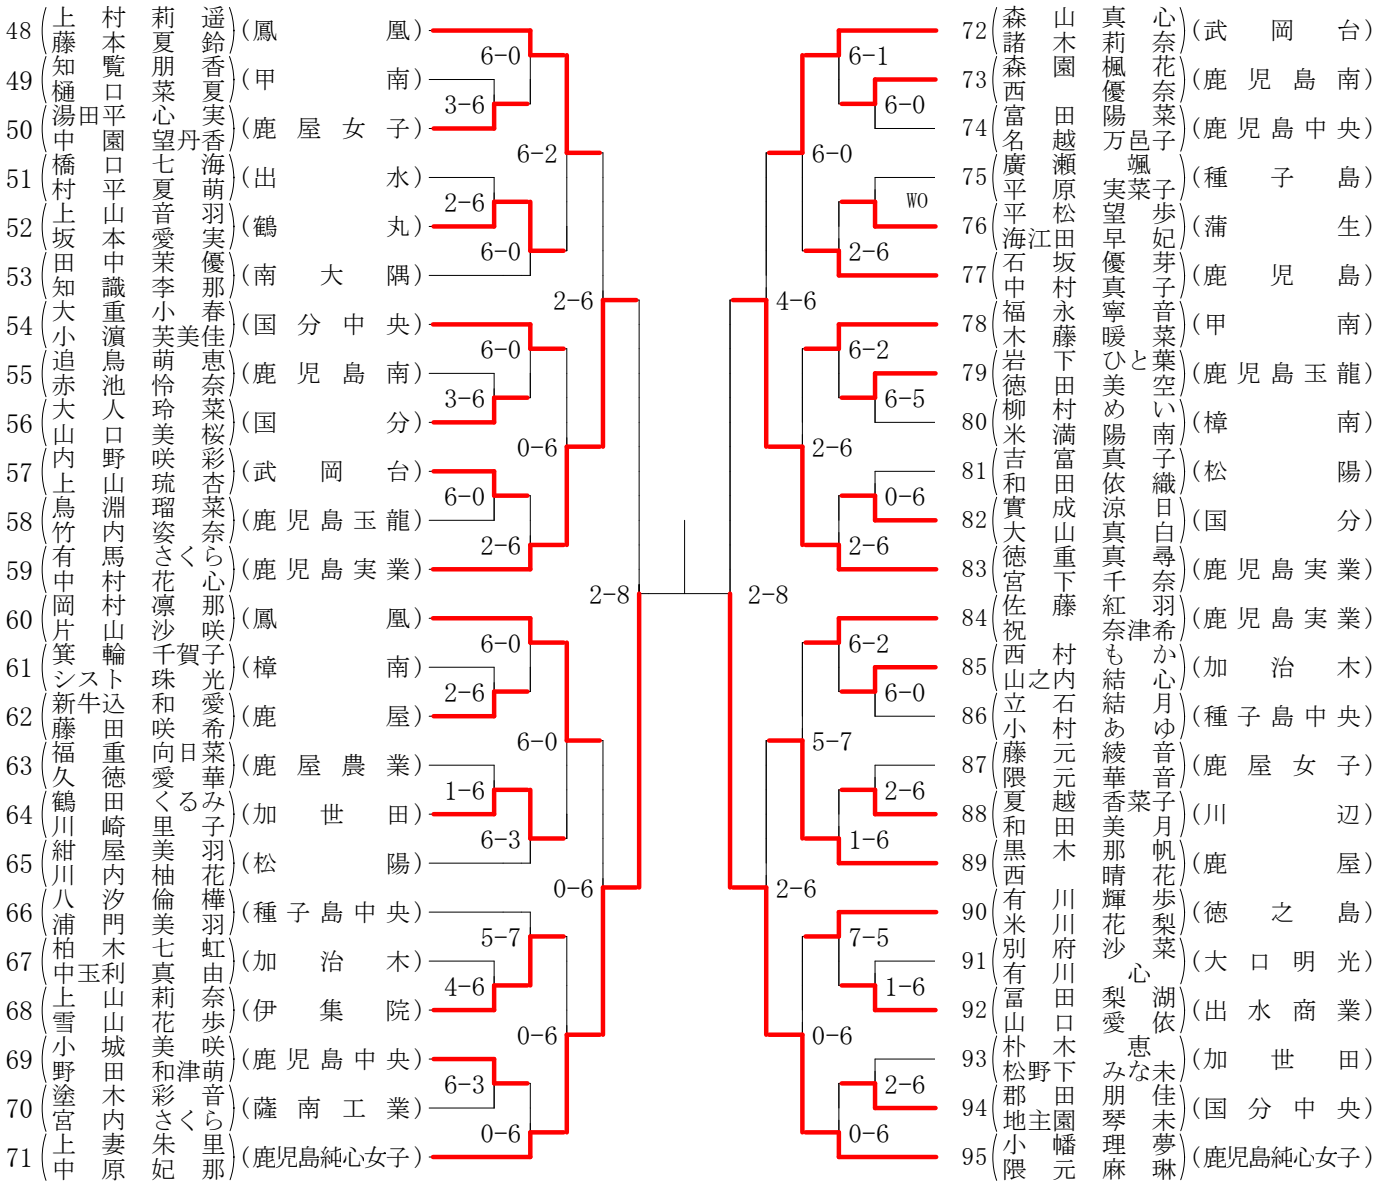 48 (上村莉遥 藤本夏鈴) (鳳凰)
49 (知覧朋香 樋口菜夏) (甲南)
50 (湯田平心実 中園望丹香) (鹿屋女子)
51 (橋口七海 村平夏萌) (出水)
52 (上山音羽 坂本愛実) (鶴丸)
53 (田中茉優 知識李那) (南大隅)
54 (大重小春 小濵芙美佳) (国分中央)
55 (追鳥萌恵 赤池怜奈) (鹿児島南)
56 (大人玲菜 山口美桜) (国分)
57 (内野咲彩 上山琉杏) (武岡台)
58 (鳥淵瑠菜 竹内姿奈) (鹿児島玉龍)
59 (有馬さくら 中村花心) (鹿児島実業)
60 (岡村凛那 片山沙咲) (鳳凰)
61 (箕輪千賀子 シスト珠光) (樟南)
62 (新牛込和愛 藤田咲希) (鹿屋)
63 (福重向日菜 久徳愛華) (鹿屋農業)
64 (鶴田くるみ 川崎里子) (加世田)
65 (紺屋美羽 川内柚花) (松陽)
66 (八汐倫樺 浦門美羽) (種子島中央)
67 (柏木七虹 中玉利真由) (加治木)
68 (上山莉奈 雪山花歩) (伊集院)
69 (小城美咲 野田和津萌) (鹿児島中央)
70 (塗木彩音 宮内さくら) (薩南工業)
71 (上妻朱里 中原妃那) (鹿児島純心女子)
6-0
3-6
6-2
2-6
6-0
2-6
6-0
3-6
0-6
6-0
2-6
2-8
6-0
2-6
6-0
1-6
6-3
0-6
5-7
4-6
0-6
6-3
0-6
72 (森山真心 諸木莉奈) (武岡台)
73 (森園楓花 西優奈) (鹿児島南)
74 (富田陽菜 名越万邑子) (鹿児島中央)
75 (廣瀬颯 平原実菜子) (種子島)
76 (平松望歩 海江田早妃) (蒲生)
77 (石坂優芽 中村真子) (鹿児島)
78 (福永寧音 木藤暖菜) (甲南)
79 (岩下ひと葉 徳田美空) (鹿児島玉龍)
80 (柳村めい 米満陽南) (樟南)
81 (吉富真子 和田依織) (松陽)
82 (實成涼日 大山真白) (国分)
83 (徳重真尋 宮下千奈) (鹿児島実業)
84 (佐藤紅羽 祝奈津希) (鹿児島実業)
85 (西村もか 山之内結心) (加治木)
86 (立石結月 小村あゆ) (種子島中央)
87 (藤元綾音 隈元華音) (鹿屋女子)
88 (夏越香菜子 和田美月) (川辺)
89 (黒木那帆 西晴花) (鹿屋)
90 (有川輝歩 米川花梨) (徳之島)
91 (別府沙菜 有川心) (大口明光)
92 (冨田梨湖 山口愛依) (出水商業)
93 (朴木恵 松野下みな未) (加世田)
94 (郡田朋佳 地主園琴未) (国分中央)
95 (小幡理夢 隈元麻琳) (鹿児島純心女子)
6-1
6-0
6-0
WO
2-6
4-6
6-2
6-5
2-6
0-6
2-6
2-8
6-2
6-0
5-7
2-6
1-6
2-6
7-5
1-6
0-6
2-6
0-6